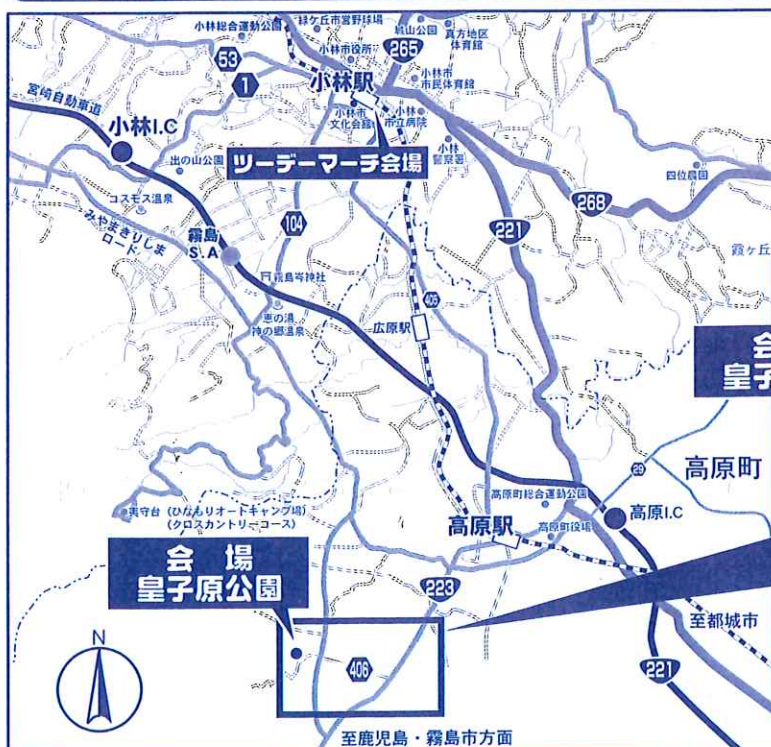 小林総合運動公園
緑ケ丘市営野球場
城山公園
真方地区
体育館
53
小林市役所
265
1
小林駅
小林市
市民体育館
宮崎自動車道
小林I.C
小林市
文化会館
小林
市立病院
出の山公園
ツーデーマーチ会場
小林
警察署
四位農園
コスモス温泉
268
みやまきりしま
ロード
霧島
S.A
104
221
霞ヶ丘
霧島岑神社
405
恵の湯
神の郷温泉
広原駅
会
皇子
29
高原町
夷守台(ひなもりオートキャンプ場)
(クロスカントリーコース)
高原町総合運動公園
高原駅
高原I.C
高原町役場
会 場
皇子原公園
223
至都城市
N
406
221
至鹿児島・霧島市方面